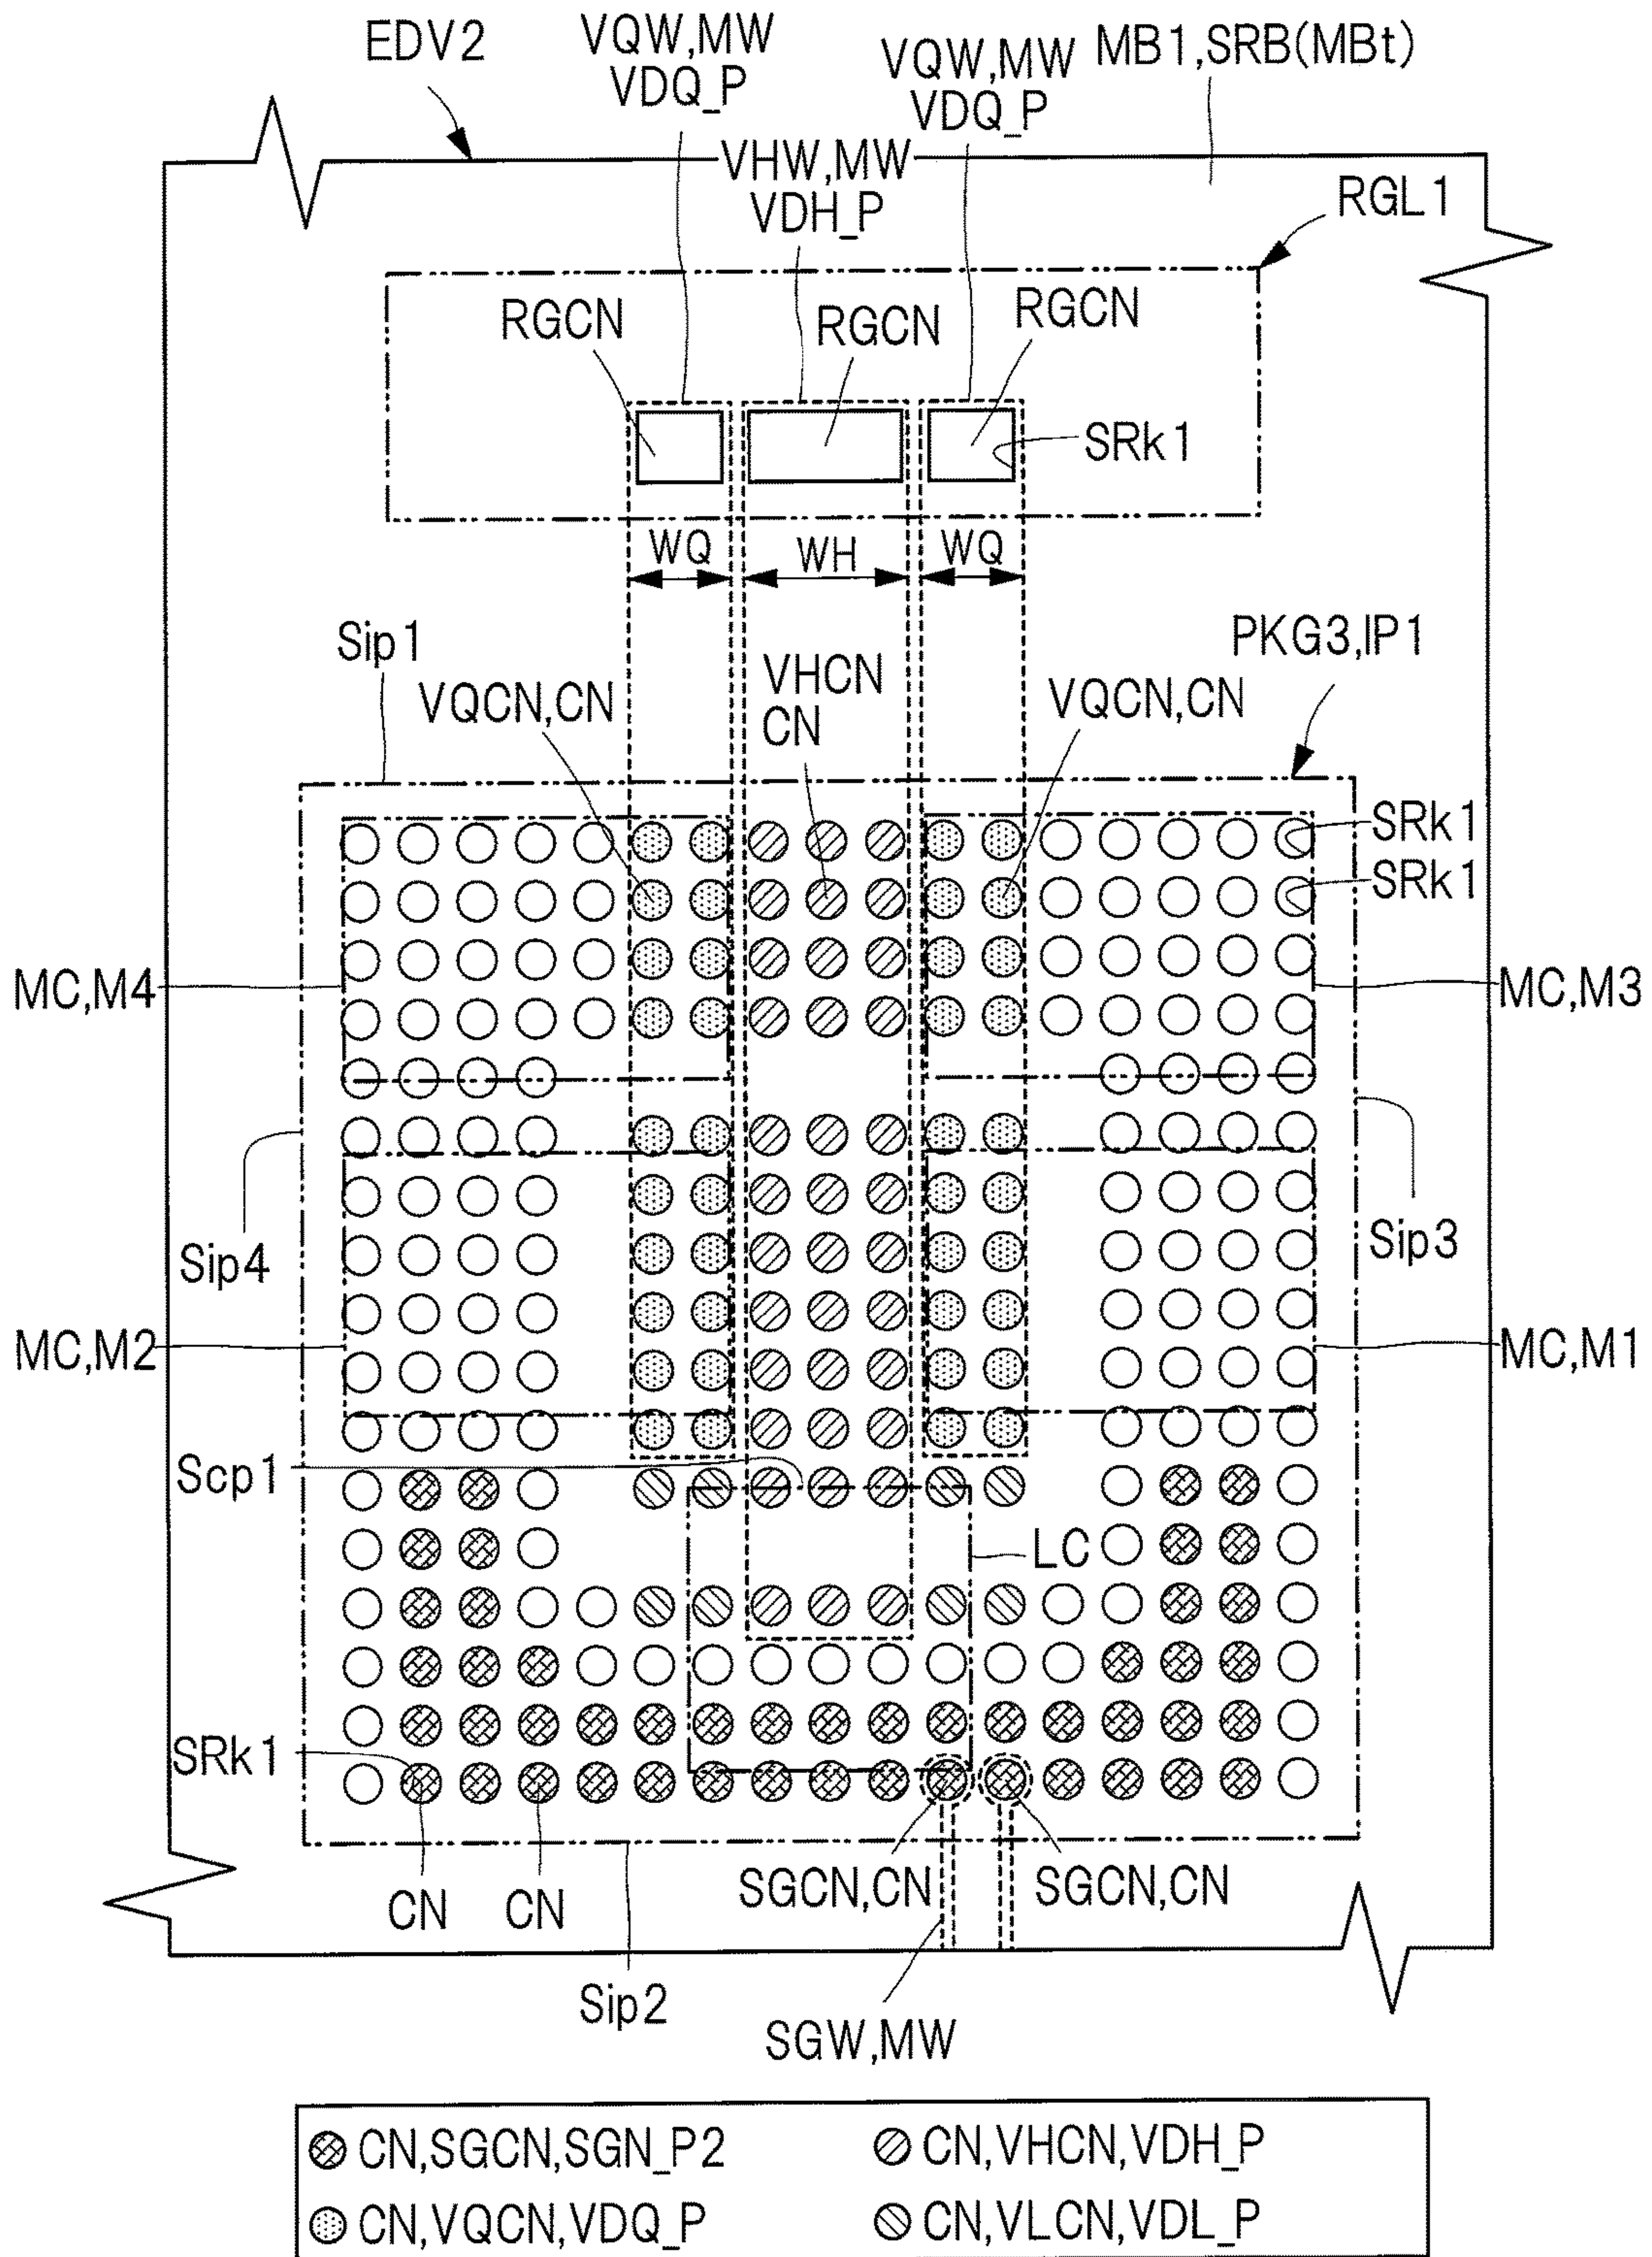 EDV2
VQW,MW
VDQ_P
VQW,MW
VDQ_P
MB1,SRB(MBt)
VHW,MW
VDH_P
RGL1
RGCN
RGCN
RGCN
SRk1
WQ
WH
WQ
Sip1
PKG3,IP1
VQCN,CN
VHCN
CN
VQCN,CN
SRk1
SRk1
MC,M4
MC,M3
Sip4
Sip3
MC,M2
MC,M1
Scp1
LC
SRk1
CN
CN
SGCN,CN
SGCN,CN
Sip2
SGW,MW
CN,SGCN,SGN_P2
CN,VHCN,VDH_P
CN,VQCN,VDQ_P
CN,VLCN,VDL_P